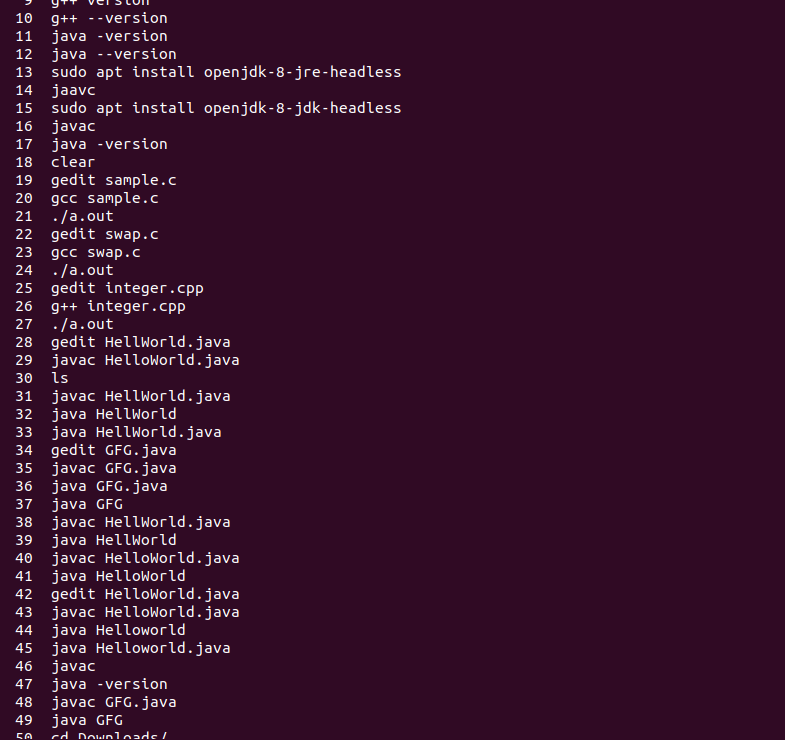 9 g++ version
10 g++ --version
11 java -version
12 java --version
13 sudo apt install openjdk-8-jre-headless
14 jaavc
15 sudo apt install openjdk-8-jdk-headless
16 javac
17 java -version
18 clear
19 gedit sample.c
20 gcc sample.c
21 ./a.out
22 gedit swap.c
23 gcc swap.c
24 ./a.out
25 gedit integer.cpp
26 g++ integer.cpp
27 ./a.out
28 gedit HellWorld.java
29 javac HelloWorld.java
30 ls
31 javac HellWorld.java
32 java HellWorld
33 java HellWorld.java
34 gedit GFG.java
35 javac GFG.java
36 java GFG.java
37 java GFG
38 javac HellWorld.java
39 java HellWorld
40 javac HelloWorld.java
41 java HelloWorld
42 gedit HelloWorld.java
43 javac HelloWorld.java
44 java Helloworld
45 java Helloworld.java
46 javac
47 java -version
48 javac GFG.java
49 java GFG
50 cd Downloads/